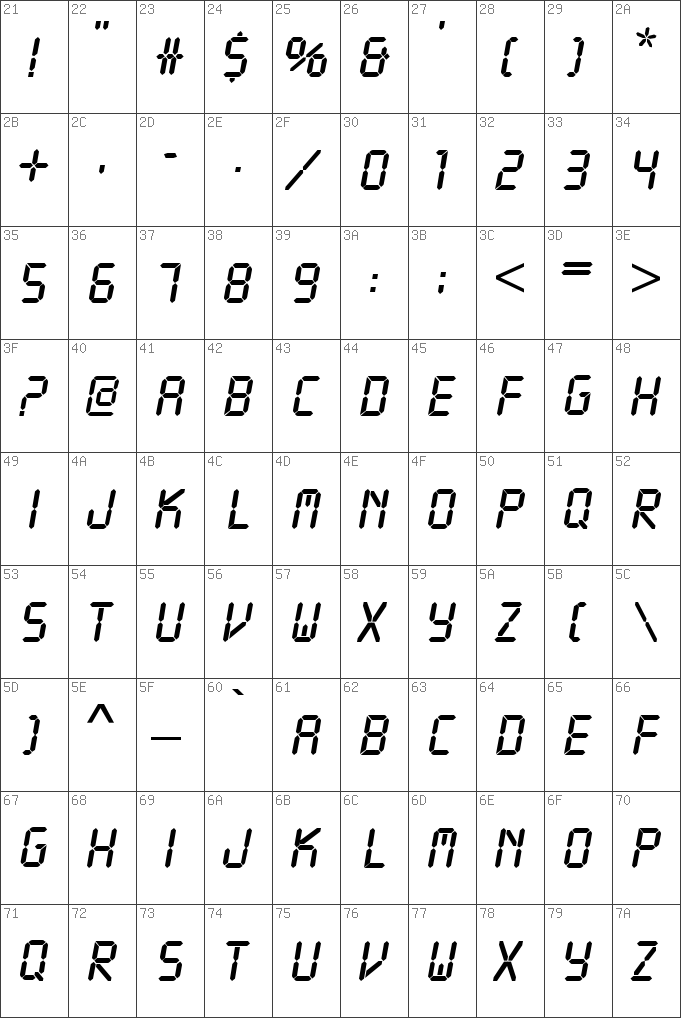 21 22 23 24 25 26 27 28 29 2A
! " # $ % & ' ( ) *
2B 2C 2D 2E 2F 30 31 32 33 34
+ , - . / 0 1 2 3 4
35 36 37 38 39 3A 3B 3C 3D 3E
5 6 7 8 9 : ; < = >
3F 40 41 42 43 44 45 46 47 48
? @ A B C D E F G H
49 4A 4B 4C 4D 4E 4F 50 51 52
I J K L M N O P Q R
53 54 55 56 57 58 59 5A 5B 5C
S T U V W X Y Z [ \
5D 5E 5F 60 61 62 63 64 65 66
] ^ _ ` A B C D E F
67 68 69 6A 6B 6C 6D 6E 6F 70
G H I J K L M N O P
71 72 73 74 75 76 77 78 79 7A
Q R S T U V W X Y Z